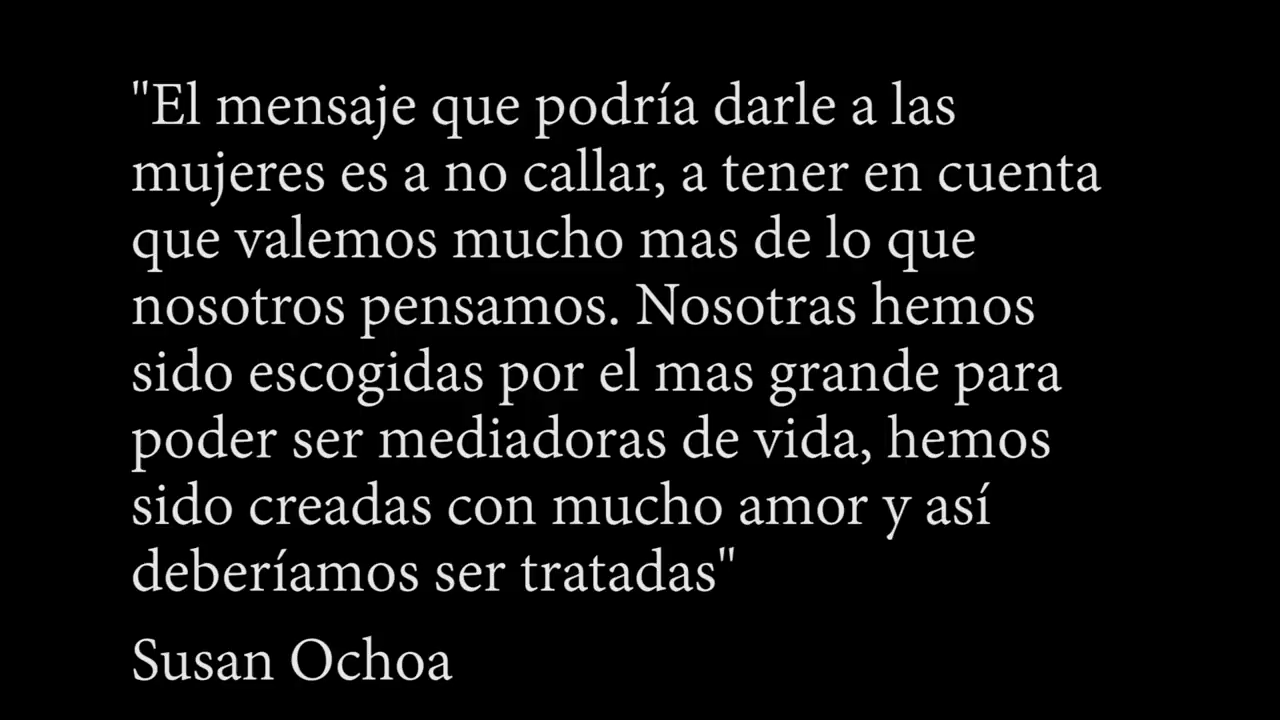 "El mensaje que podría darle a las
mujeres es a no callar, a tener en cuenta
que valemos mucho mas de lo que
nosotros pensamos. Nosotras hemos
sido escogidas por el mas grande para
poder ser mediadoras de vida, hemos
sido creadas con mucho amor y así
deberíamos ser tratadas"
Susan Ochoa